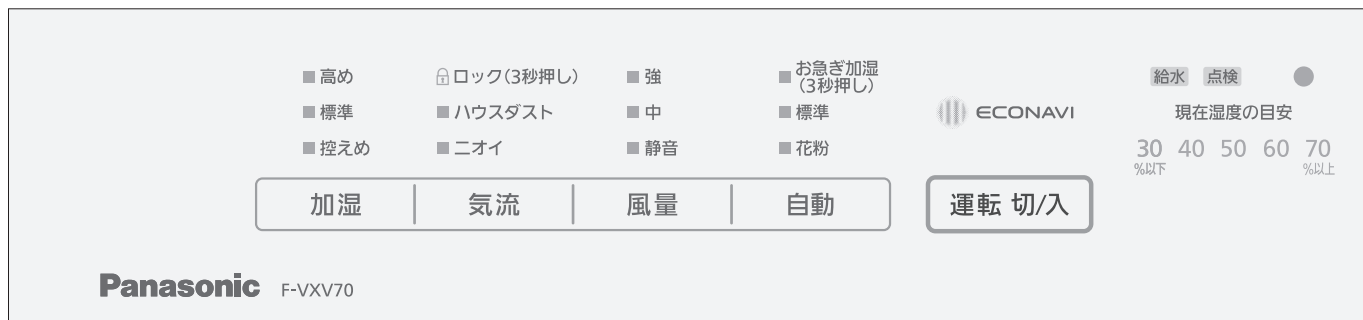 高め
標準
控えめ
ロック(3秒押し)
ハウスダスト
ニオイ
強
中
静音
お急ぎ加湿
(3秒押し)
標準
花粉
ECONAVI
給水 点検
現在湿度の目安
30 40 50 60 70
%以下 %以上
加湿 気流 風量 自動 運転 切/入
Panasonic F-VXV70